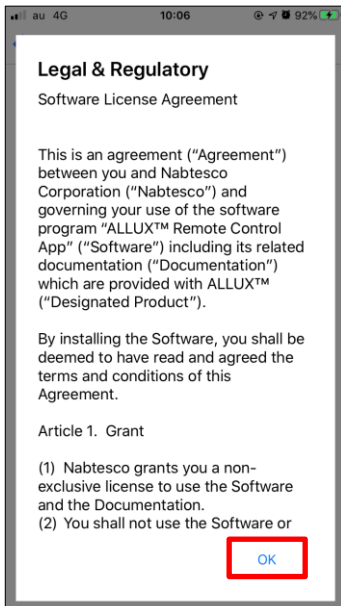 au 4G 10:06 92%
Legal & Regulatory
Software License Agreement
This is an agreement (“Agreement”)
between you and Nabtesco
Corporation (“Nabtesco”) and
governing your use of the software
program “ALLUX™ Remote Control
App” (“Software”) including its related
documentation (“Documentation”)
which are provided with ALLUX™
(“Designated Product”).
By installing the Software, you shall be
deemed to have read and agreed the
terms and conditions of this
Agreement.
Article 1.  Grant
(1)  Nabtesco grants you a non-
exclusive license to use the Software
and the Documentation.
(2) You shall not use the Software or
OK